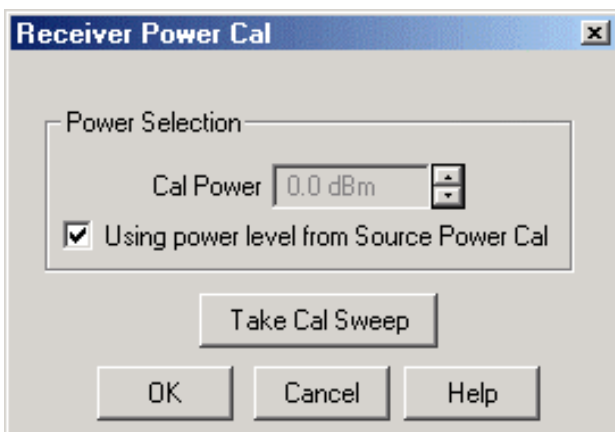 Receiver Power Cal
Power Selection
Cal Power 0.0 dBm
Using power level from Source Power Cal
Take Cal Sweep
OK Cancel Help